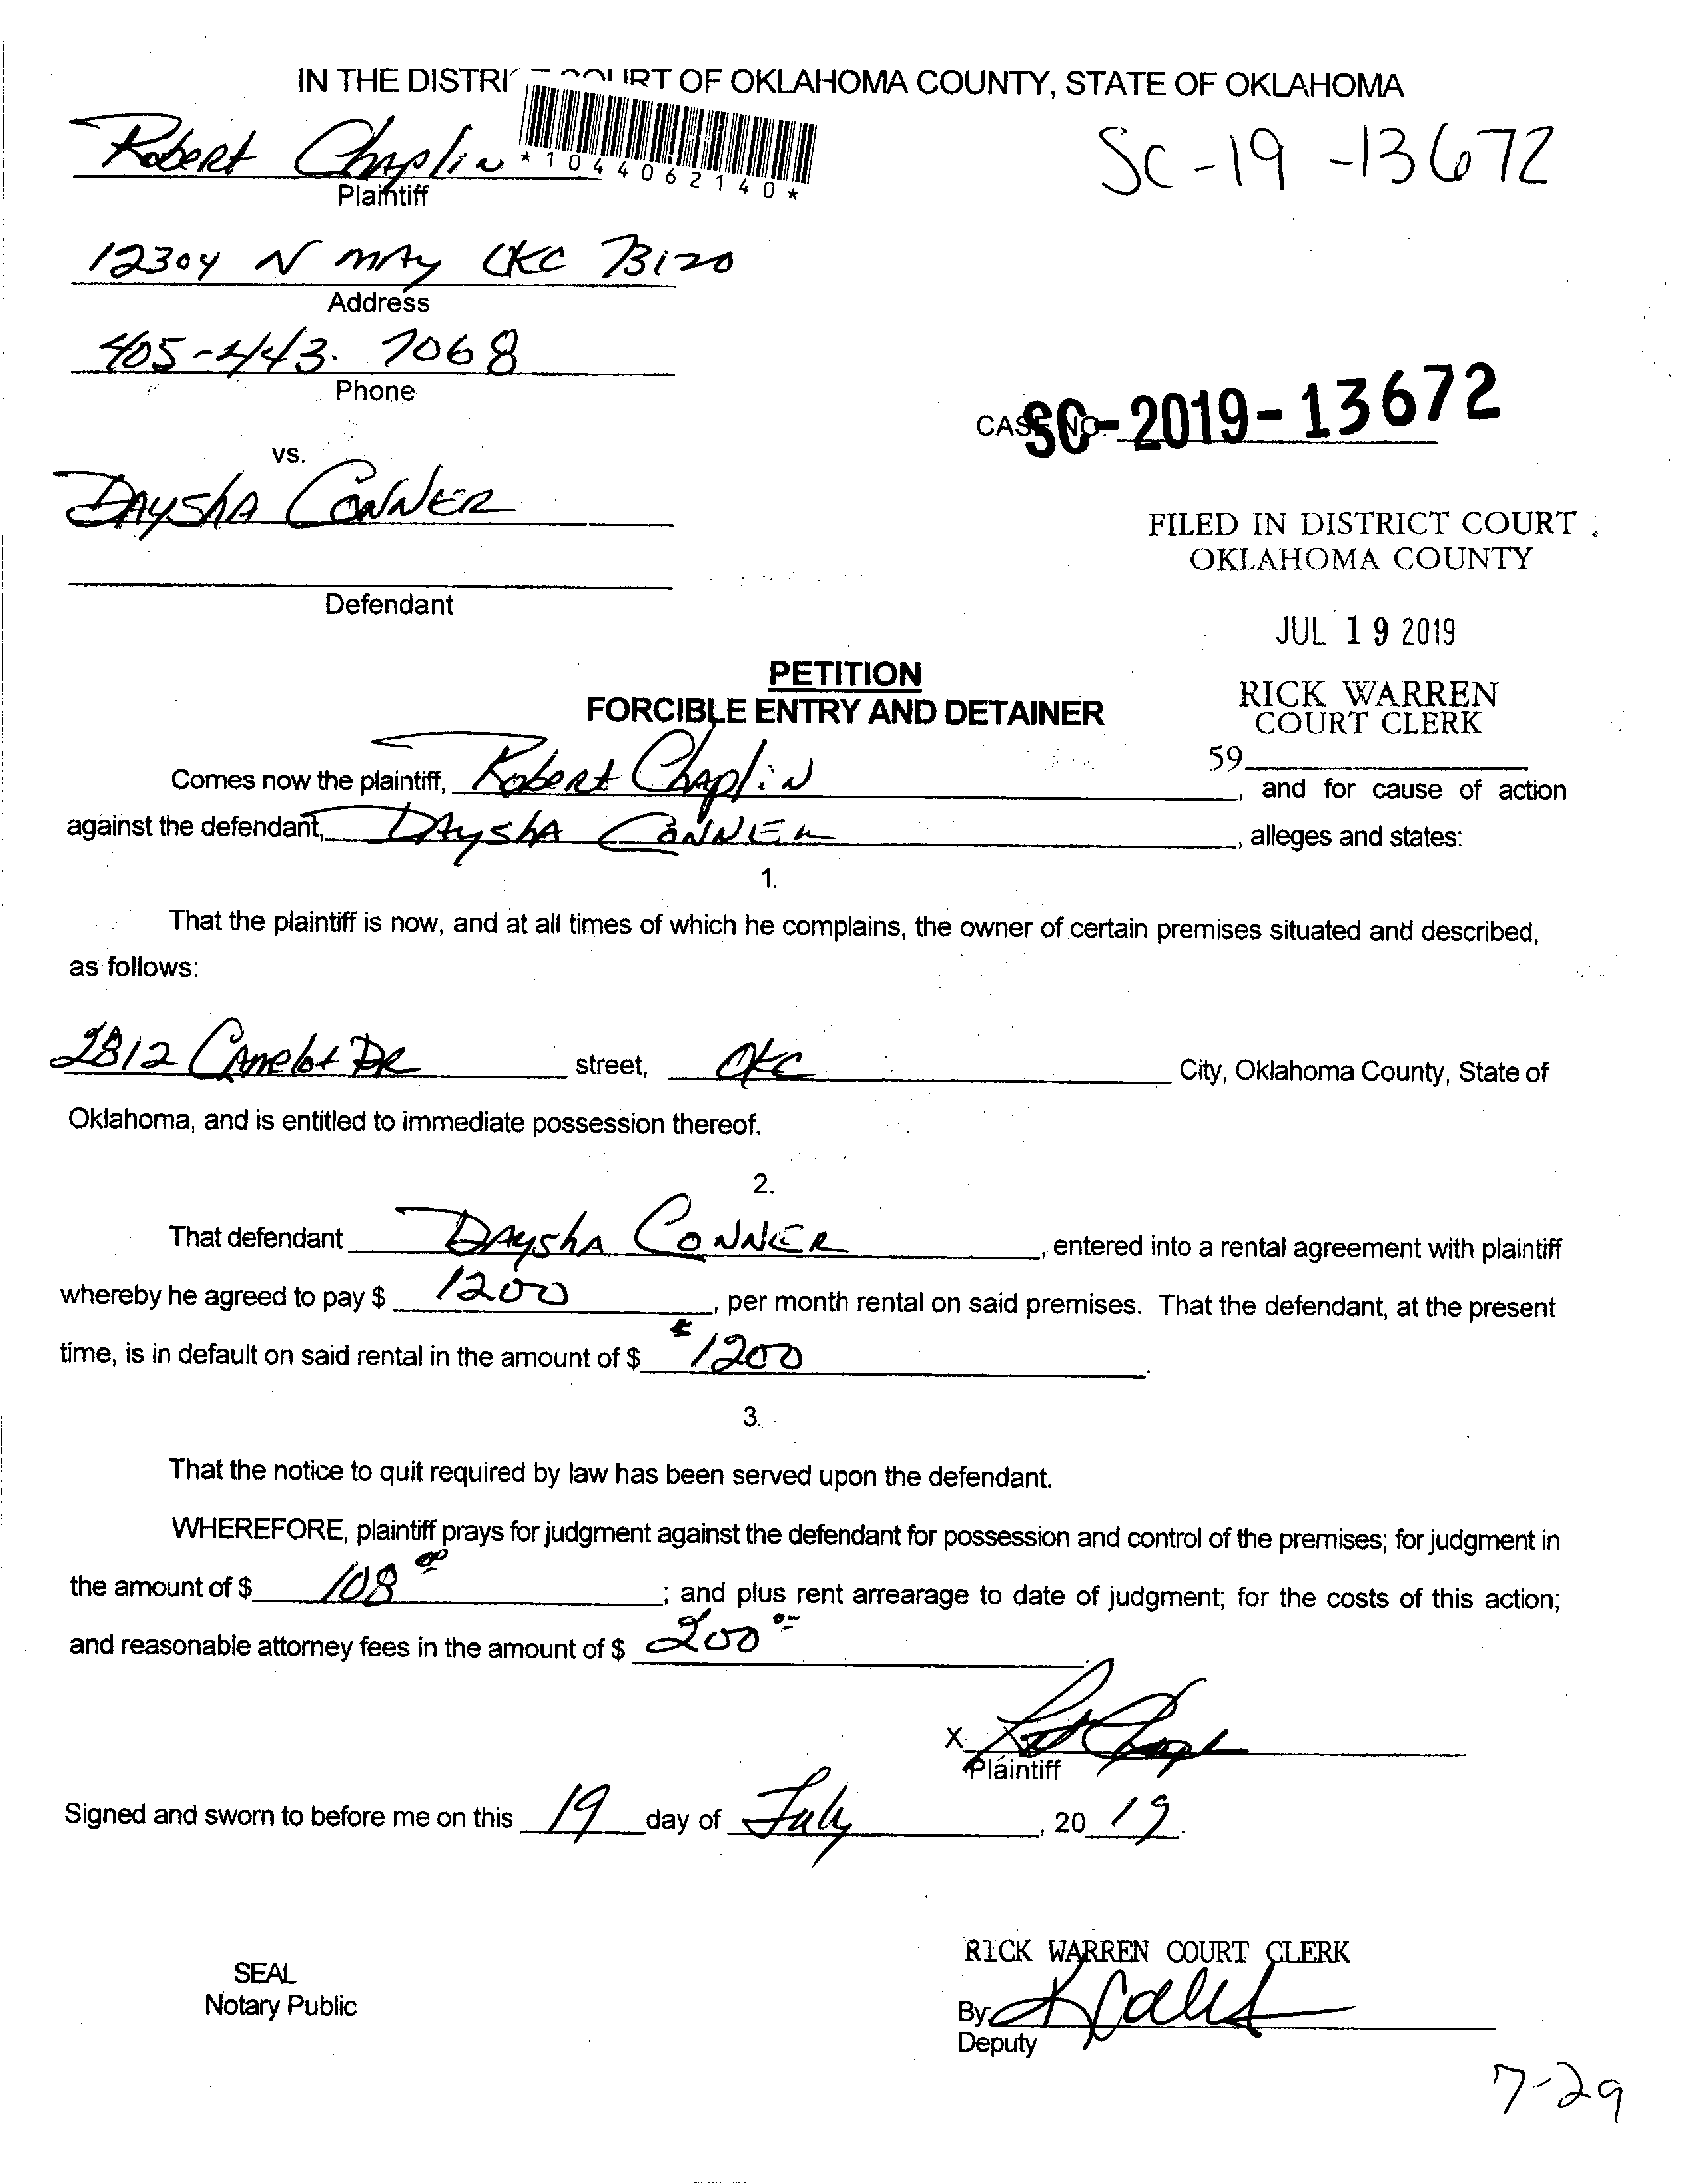 IN THE DISTRI URT OF OKLAHOMA COUNTY, STATE OF OKLAHOMA
Robert Chaplin
*1044062140*
SC-19-13672
Plaintiff
12304 N MAY OKC 73120
Address
405-443-7068
Phone
CASE NO. SC-2019-13672
vs.
DAYSHA CONNER
FILED IN DISTRICT COURT
OKLAHOMA COUNTY
Defendant
JUL 19 2019
PETITION
FORCIBLE ENTRY AND DETAINER
RICK WARREN
COURT CLERK
59
Comes now the plaintiff, Robert Chaplin, and for cause of action
against the defendant, DAYSHA CONNER, alleges and states:
1.
That the plaintiff is now, and at all times of which he complains, the owner of certain premises situated and described,
as follows:
2812 Camelot DR street, OKC City, Oklahoma County, State of
Oklahoma, and is entitled to immediate possession thereof.
2.
That defendant DAYSHA CONNER, entered into a rental agreement with plaintiff
whereby he agreed to pay $ 1200, per month rental on said premises. That the defendant, at the present
time, is in default on said rental in the amount of $ 1200.
3.
That the notice to quit required by law has been served upon the defendant.
WHEREFORE, plaintiff prays for judgment against the defendant for possession and control of the premises; for judgment in
the amount of $ 108 00; and plus rent arrearage to date of judgment; for the costs of this action;
and reasonable attorney fees in the amount of $ 200 00.
X
Plaintiff
Signed and sworn to before me on this 19 day of July, 2019.
RICK WARREN COURT CLERK
SEAL
Notary Public
By
Deputy
7-29